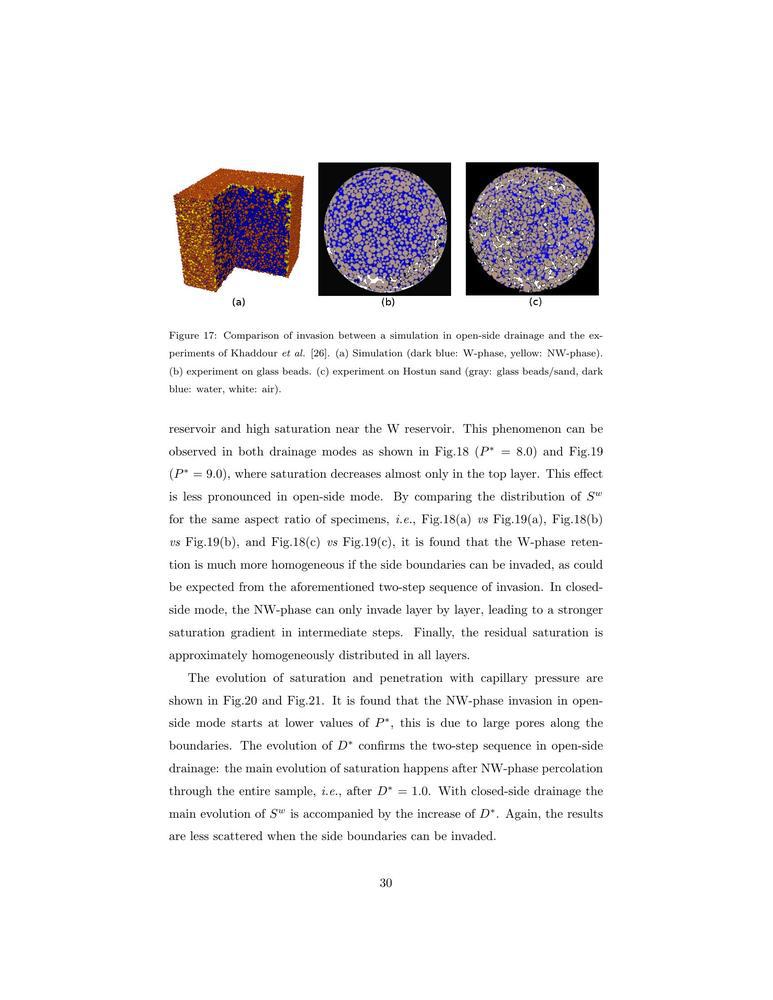 (a)
(b)
(c)
Figure 17: Comparison of invasion between a simulation in open-side drainage and the ex-
periments of Khaddour et al. [26]. (a) Simulation (dark blue: W-phase, yellow: NW-phase).
(b) experiment on glass beads. (c) experiment on Hostun sand (gray: glass beads/sand, dark
blue: water, white: air).
reservoir and high saturation near the W reservoir. This phenomenon can be
observed in both drainage modes as shown in Fig.18 (P* = 8.0) and Fig.19
(P* = 9.0), where saturation decreases almost only in the top layer. This effect
is less pronounced in open-side mode. By comparing the distribution of Sʷ
for the same aspect ratio of specimens, i.e., Fig.18(a) vs Fig.19(a), Fig.18(b)
vs Fig.19(b), and Fig.18(c) vs Fig.19(c), it is found that the W-phase reten-
tion is much more homogeneous if the side boundaries can be invaded, as could
be expected from the aforementioned two-step sequence of invasion. In closed-
side mode, the NW-phase can only invade layer by layer, leading to a stronger
saturation gradient in intermediate steps. Finally, the residual saturation is
approximately homogeneously distributed in all layers.
The evolution of saturation and penetration with capillary pressure are
shown in Fig.20 and Fig.21. It is found that the NW-phase invasion in open-
side mode starts at lower values of P*, this is due to large pores along the
boundaries. The evolution of D* confirms the two-step sequence in open-side
drainage: the main evolution of saturation happens after NW-phase percolation
through the entire sample, i.e., after D* = 1.0. With closed-side drainage the
main evolution of Sʷ is accompanied by the increase of D*. Again, the results
are less scattered when the side boundaries can be invaded.
30